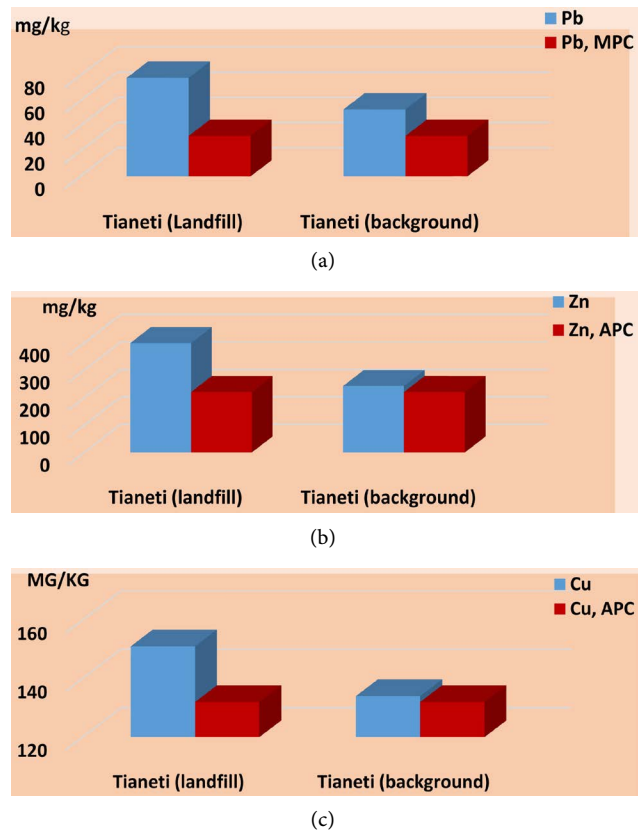 mg/kg
Pb
Pb, MPC
80
60
40
20
0
Tianeti (Landfill)
Tianeti (background)
(a)
mg/kg
Zn
Zn, APC
400
300
200
100
0
Tianeti (landfill)
Tianeti (background)
(b)
MG/KG
Cu
Cu, APC
160
140
120
Tianeti (landfill)
Tianeti (background)
(c)